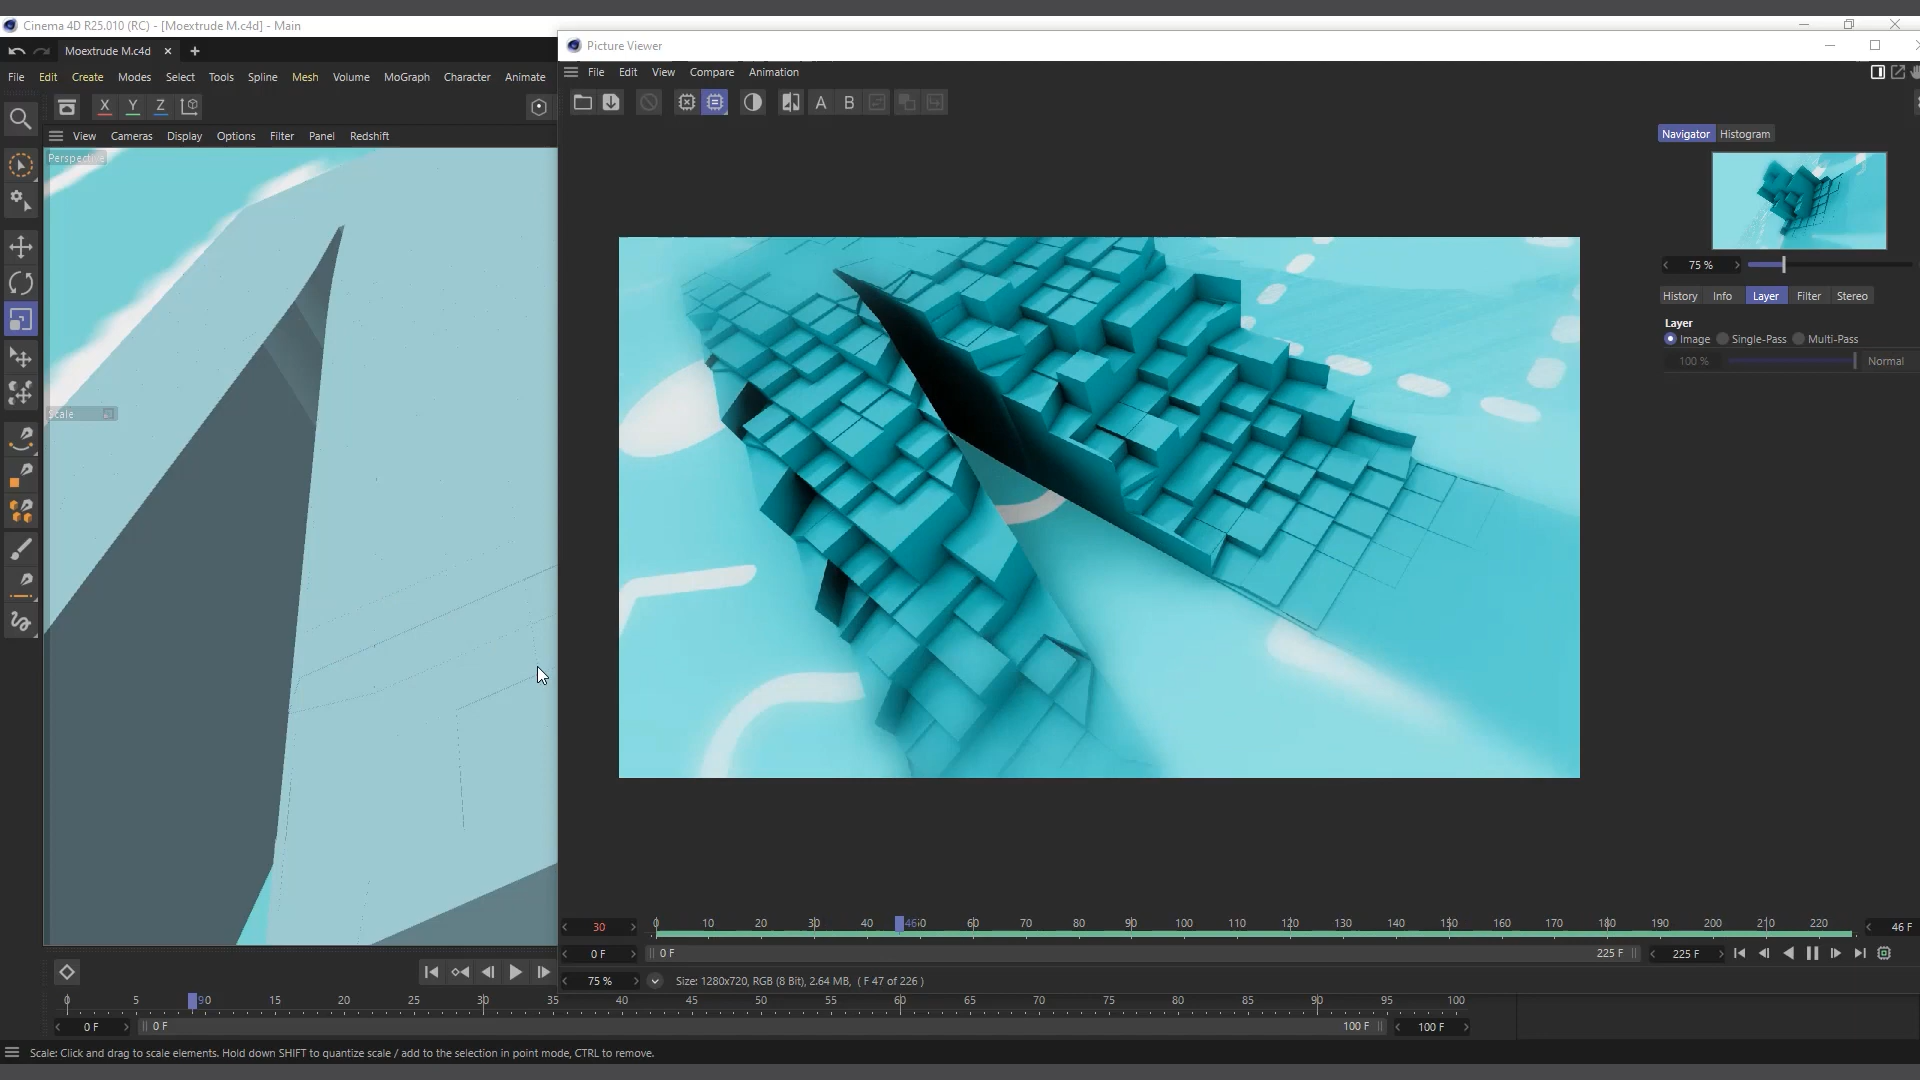 Cinema 4D R25.010 (RC) - [Moextrude M.c4d] - Main
Moextrude M.c4d × +
File Edit Create Modes Select Tools Spline Mesh Volume MoGraph Character Animate
X Y Z
View Cameras Display Options Filter Panel Redshift
Perspective
Scale
Picture Viewer
File Edit View Compare Animation
A B
Navigator Histogram
75 %
History Info Layer Filter Stereo
Layer
Image Single-Pass Multi-Pass
100 % Normal
30 0 10 20 30 40 46 60 70 80 90 100 110 120 130 140 150 160 170 180 190 200 210 220 46 F
0 F 0 F 225 F 225 F
75 % Size: 1280x720, RGB (8 Bit), 2.64 MB, ( F 47 of 226 )
0 5 9 15 20 25 30 35 40 45 50 55 60 65 70 75 80 85 90 95 100
0 F 0 F 100 F 100 F
Scale: Click and drag to scale elements. Hold down SHIFT to quantize scale / add to the selection in point mode, CTRL to remove.